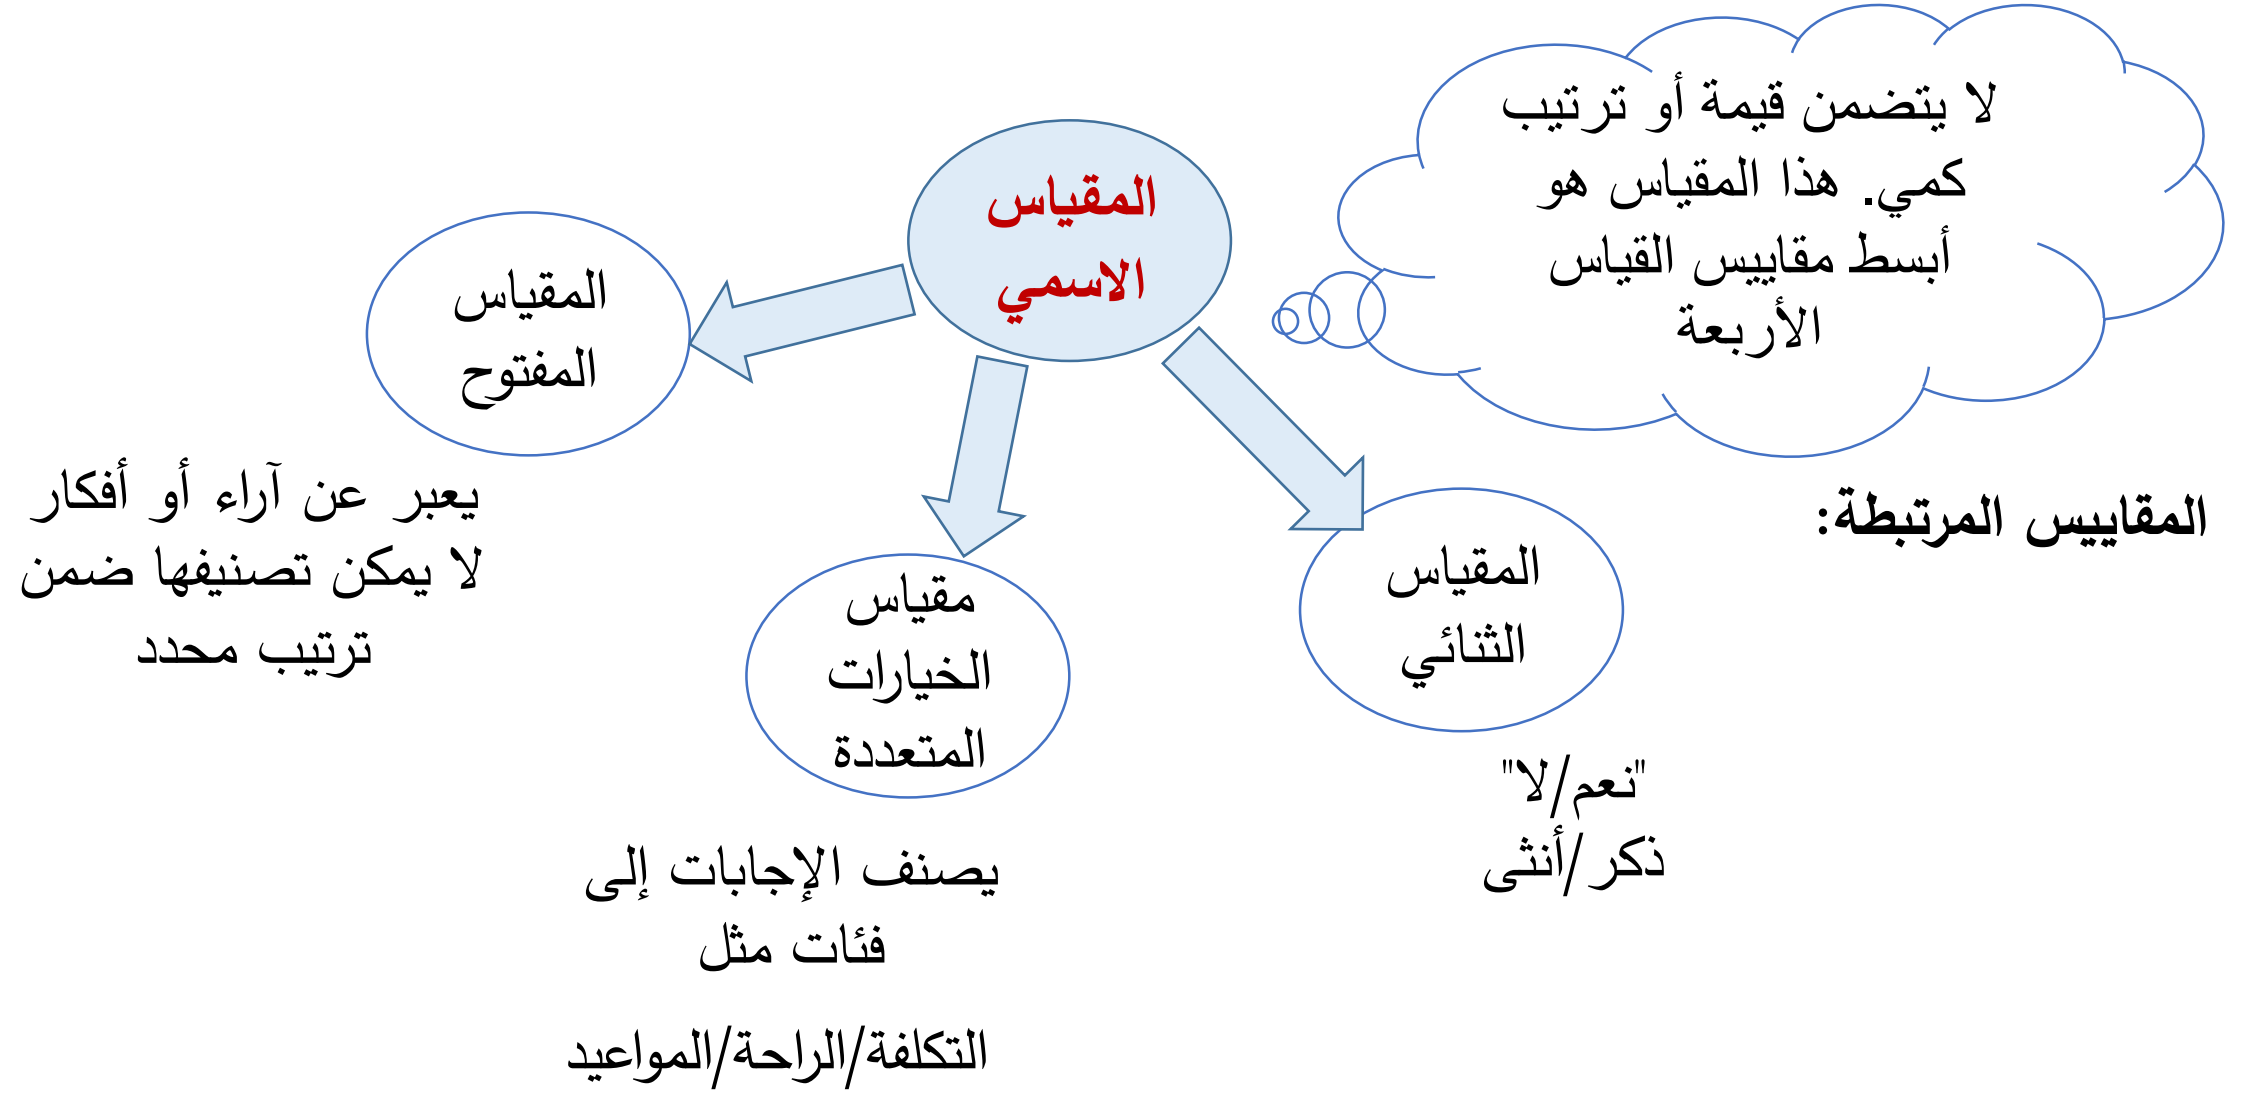 لا يتضمن قيمة أو ترتيب
كمي. هذا المقياس هو
أبسط مقاييس القياس
الأربعة
المقياس
الاسمي
المقاييس المرتبطة:
المقياس
الثنائي
"نعم/لا"
ذكر/أنثى
مقياس
الخيارات
المتعددة
يصنف الإجابات إلى
فئات مثل
التكلفة/الراحة/المواعيد
المقياس
المفتوح
يعبر عن آراء أو أفكار
لا يمكن تصنيفها ضمن
ترتيب محدد